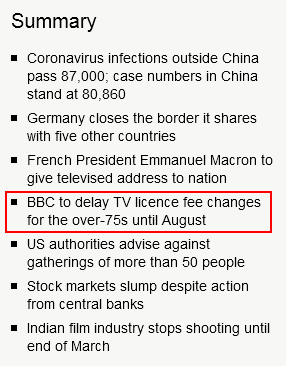 Summary
Coronavirus infections outside China
pass 87,000; case numbers in China
stand at 80,860
Germany closes the border it shares
with five other countries
French President Emmanuel Macron to
give televised address to nation
BBC to delay TV licence fee changes
for the over-75s until August
US authorities advise against
gatherings of more than 50 people
Stock markets slump despite action
from central banks
Indian film industry stops shooting until
end of March